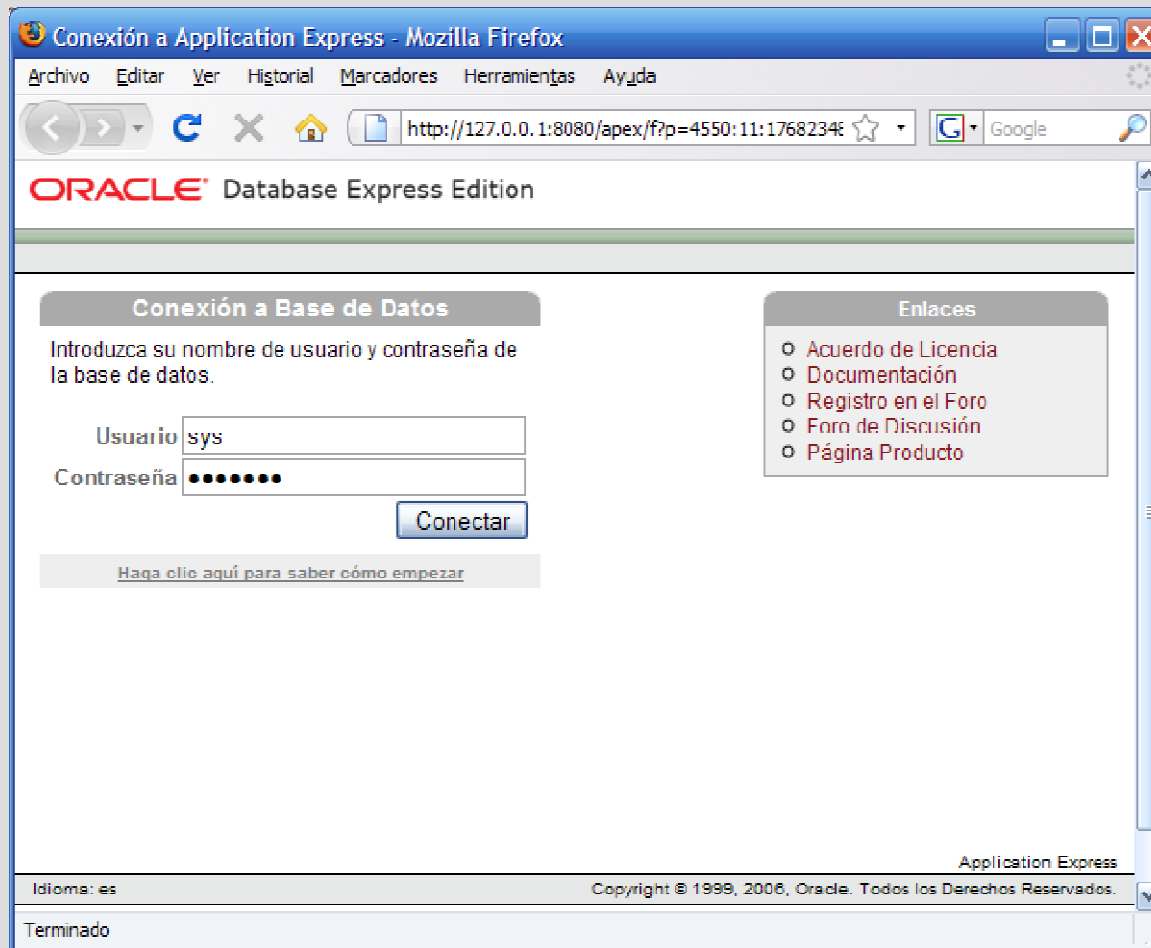 Conexión a Application Express - Mozilla Firefox
Archivo Editar Ver Historial Marcadores Herramientas Ayuda
http://127.0.0.1:8080/apex/f?p=4550:11:17682348
Google
ORACLE Database Express Edition
Conexión a Base de Datos
Introduzca su nombre de usuario y contraseña de
la base de datos.
Usuario sys
Contraseña •••••••
Conectar
Haga clic aquí para saber cómo empezar
Enlaces
Acuerdo de Licencia
Documentación
Registro en el Foro
Foro de Discusión
Página Producto
Application Express
Idioma: es
Copyright © 1999, 2006, Oracle. Todos los Derechos Reservados.
Terminado